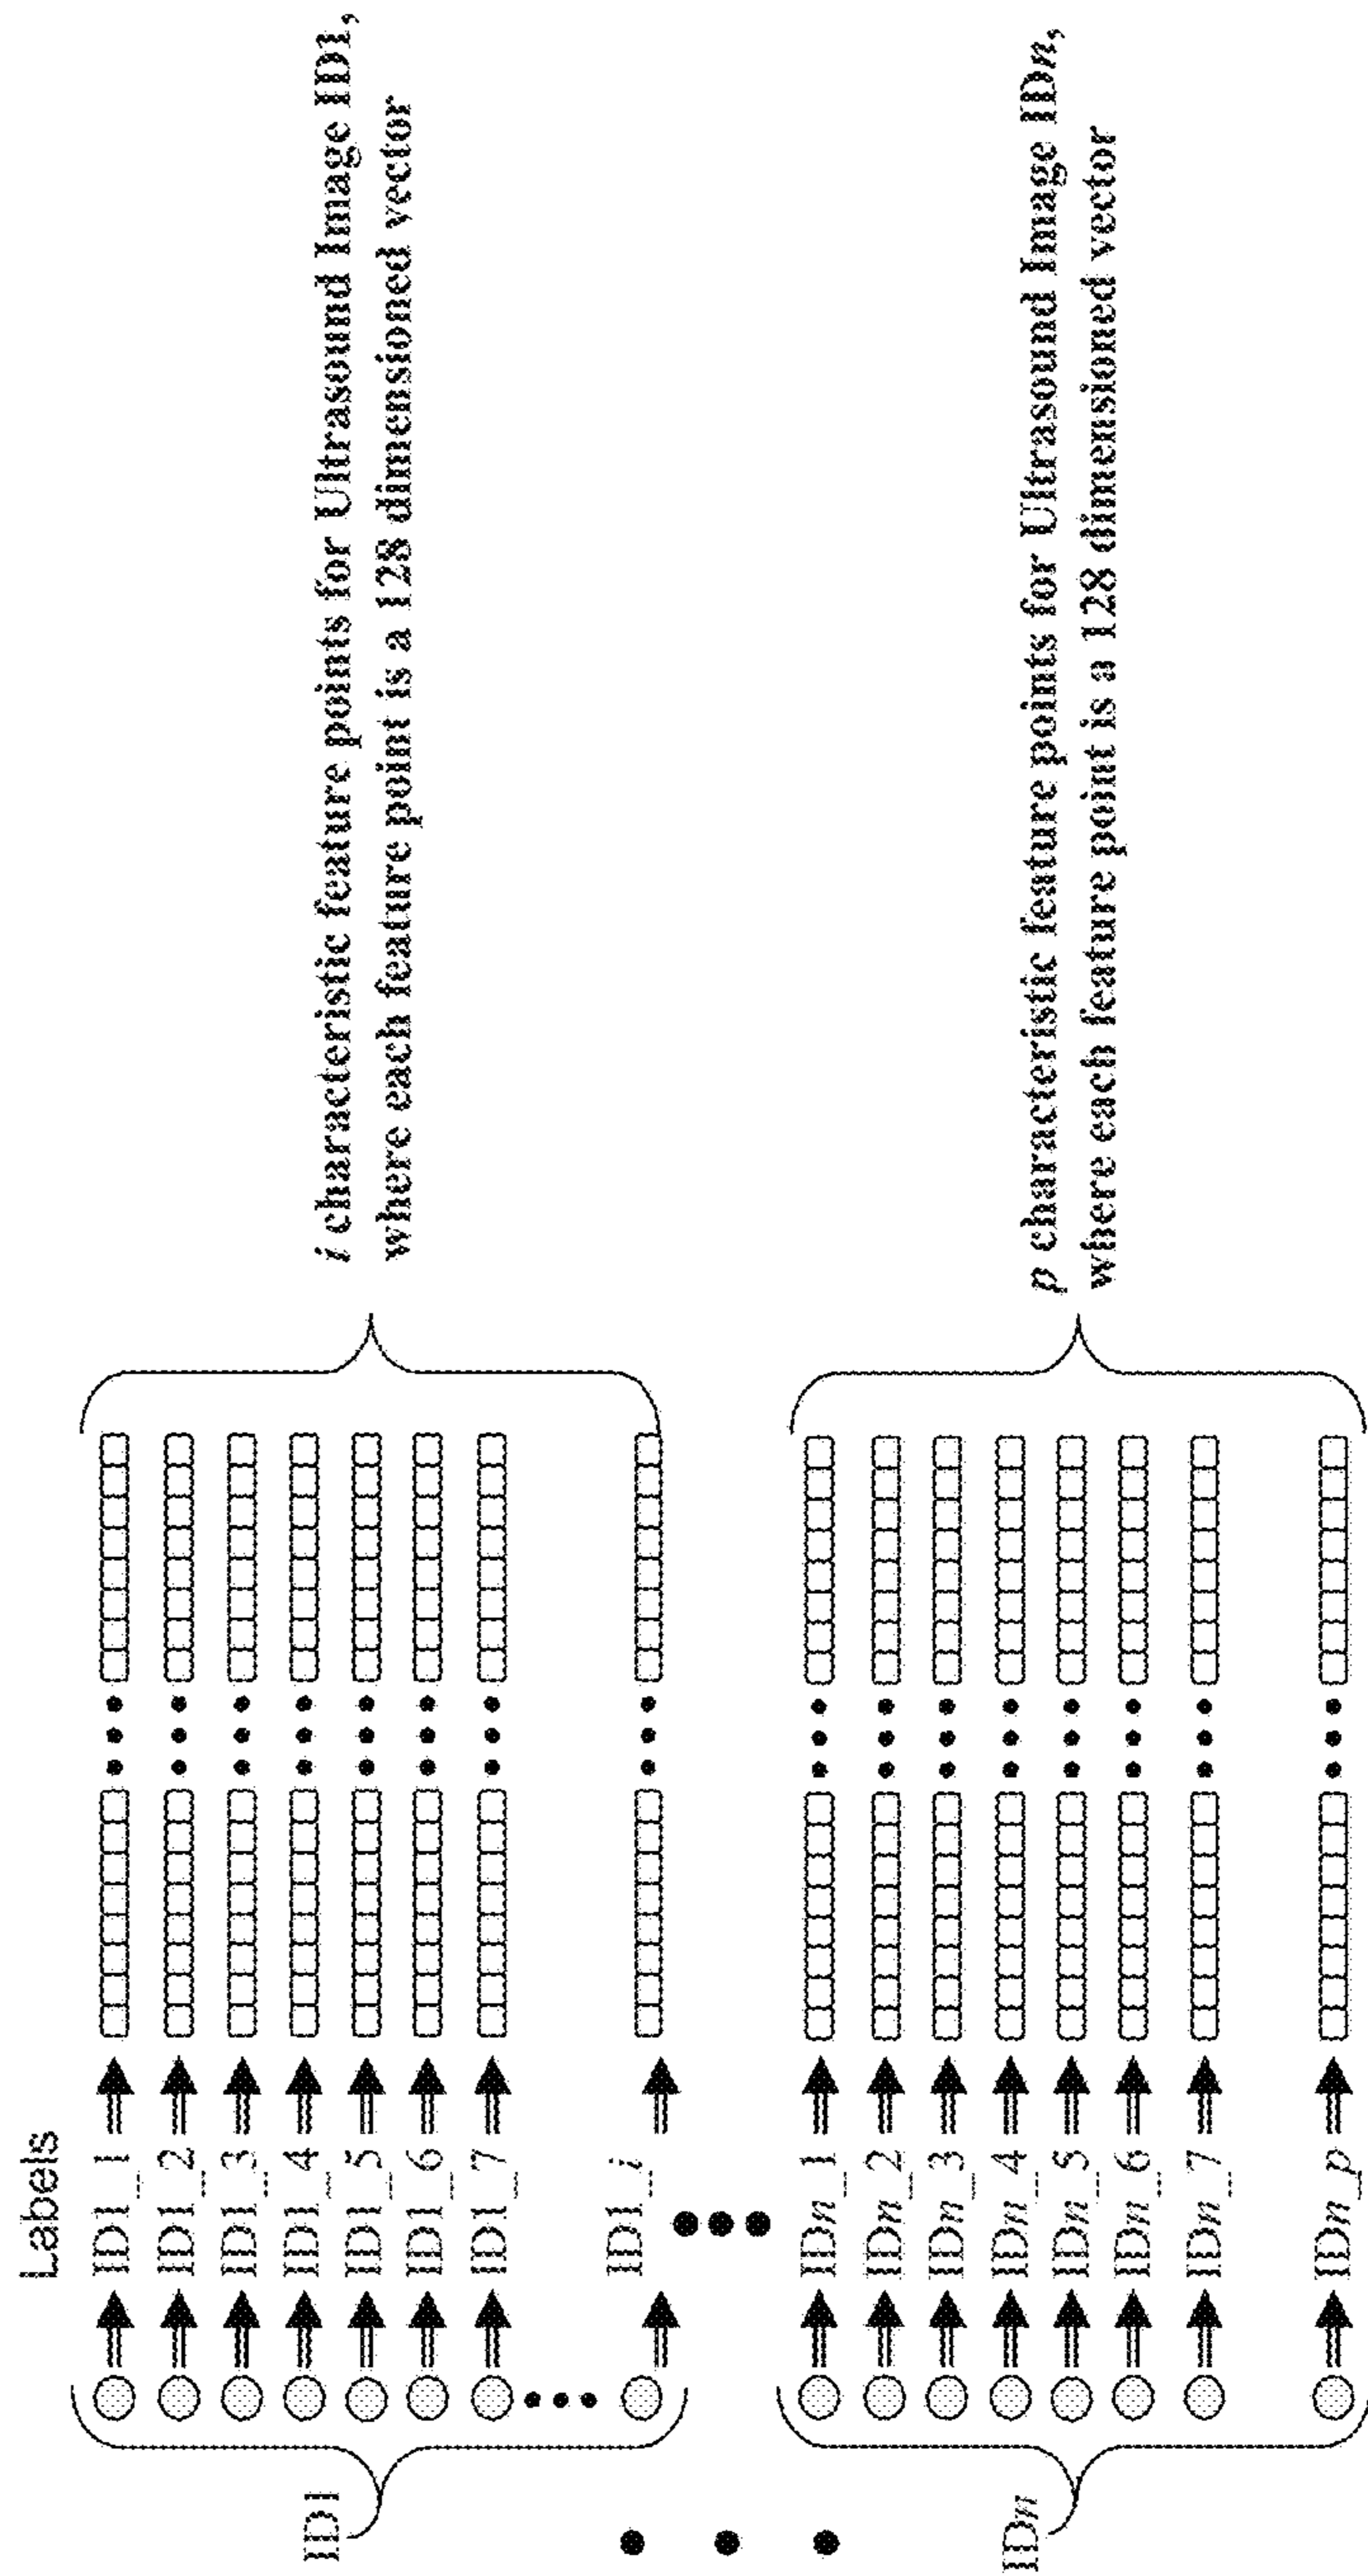 Labels
ID1
ID1_1
ID1_2
ID1_3
ID1_4
ID1_5
ID1_6
ID1_7
ID1_i
i characteristic feature points for Ultrasound Image ID1,
where each feature point is a 128 dimensioned vector
IDn
IDn_1
IDn_2
IDn_3
IDn_4
IDn_5
IDn_6
IDn_7
IDn_p
p characteristic feature points for Ultrasound Image IDn,
where each feature point is a 128 dimensioned vector